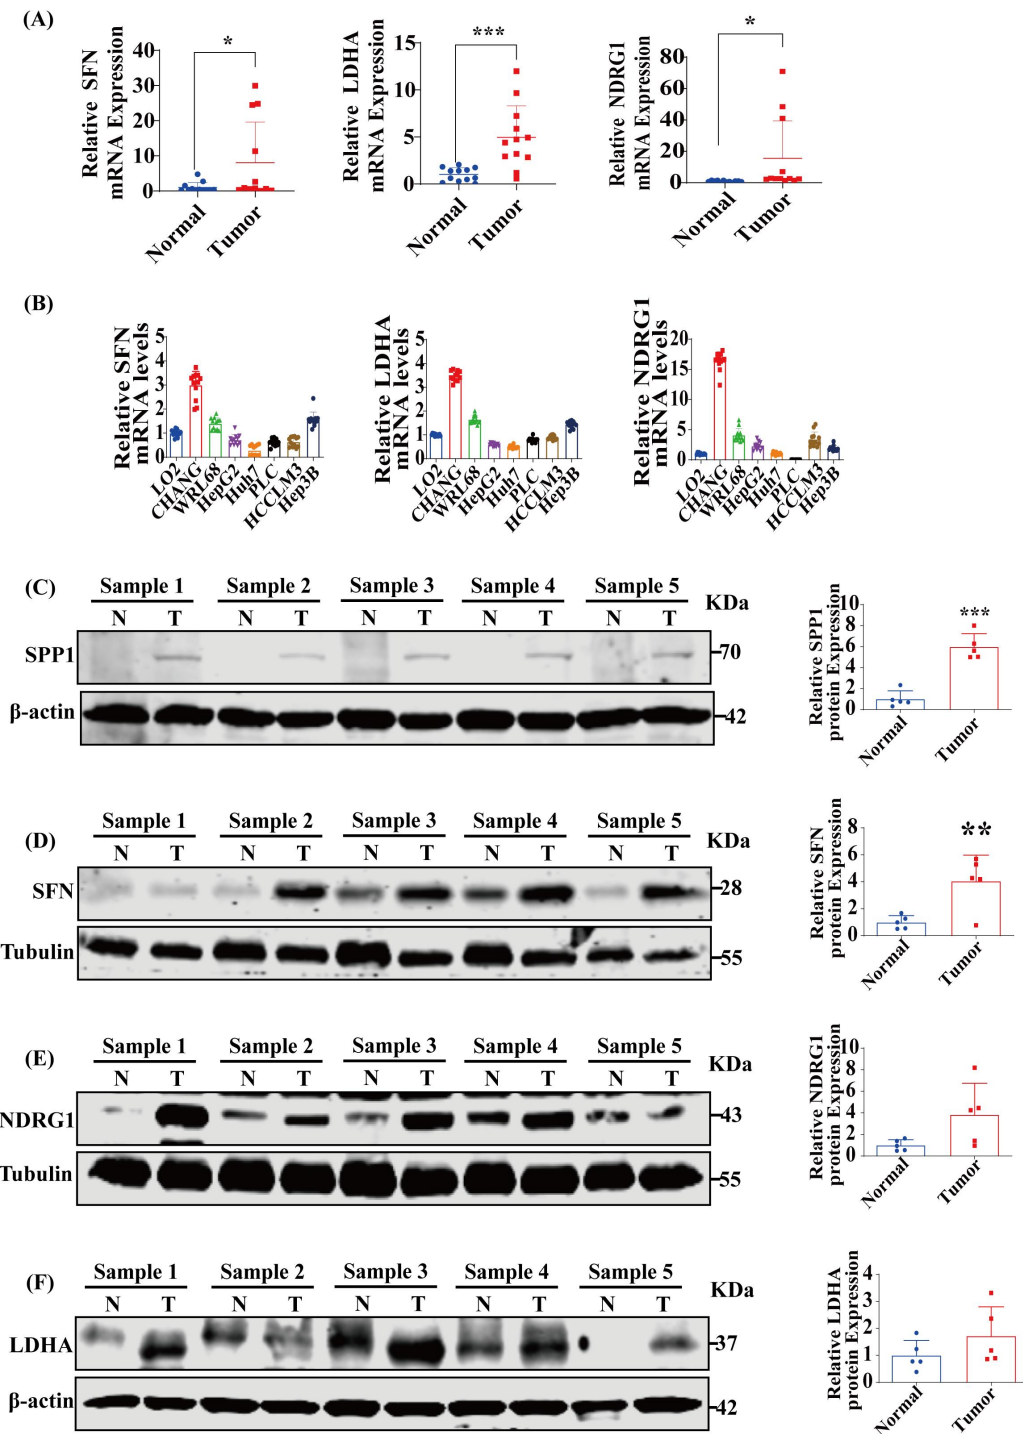 (A)
Relative SFN
mRNA Expression
40
30
20
10
0
*
Normal
Tumor
Relative LDHA
mRNA Expression
15
10
5
0
***
Normal
Tumor
Relative NDRG1
mRNA Expression
80
60
40
20
0
*
Normal
Tumor
(B)
Relative SFN
mRNA levels
5
4
3
2
1
0
LO2
CHANG
WRL68
HepG2
Huh7
PLC
HCCLM3
Hep3B
Relative LDHA
mRNA levels
5
4
3
2
1
0
LO2
CHANG
WRL68
HepG2
Huh7
PLC
HCCLM3
Hep3B
Relative NDRG1
mRNA levels
20
15
10
5
0
LO2
CHANG
WRL68
HepG2
Huh7
PLC
HCCLM3
Hep3B
(C)
Sample 1 Sample 2 Sample 3 Sample 4 Sample 5
N T N T N T N T N T KDa
SPP1 70
β-actin 42
Relative SPP1
protein Expression
10
8
6
4
2
0
***
Normal
Tumor
(D)
Sample 1 Sample 2 Sample 3 Sample 4 Sample 5
N T N T N T N T N T KDa
SFN 28
Tubulin 55
Relative SFN
protein Expression
8
6
4
2
0
**
Normal
Tumor
(E)
Sample 1 Sample 2 Sample 3 Sample 4 Sample 5
N T N T N T N T N T KDa
NDRG1 43
Tubulin 55
Relative NDRG1
protein Expression
10
8
6
4
2
0
Normal
Tumor
(F)
Sample 1 Sample 2 Sample 3 Sample 4 Sample 5
N T N T N T N T N T KDa
LDHA 37
β-actin 42
Relative LDHA
protein Expression
4
3
2
1
0
Normal
Tumor